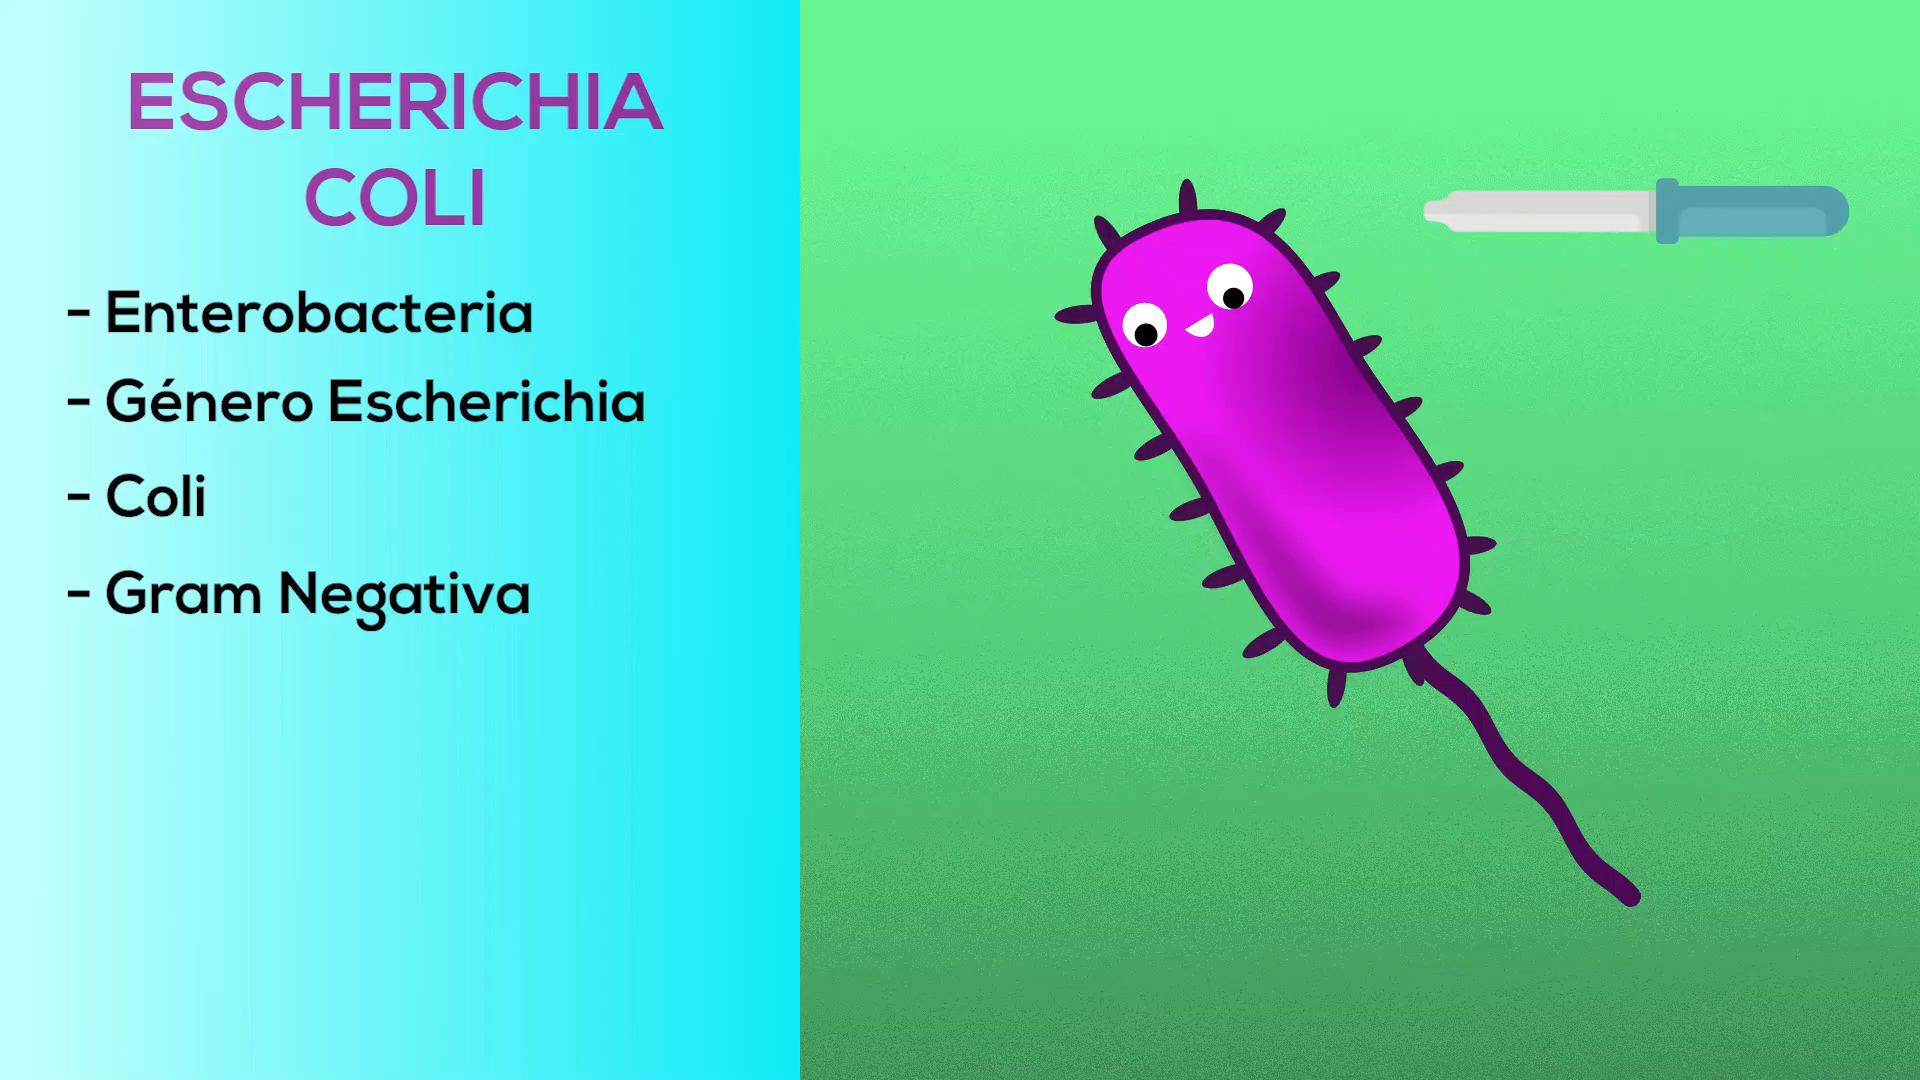 ESCHERICHIA
COLI
- Enterobacteria
- Género Escherichia
- Coli
- Gram Negativa